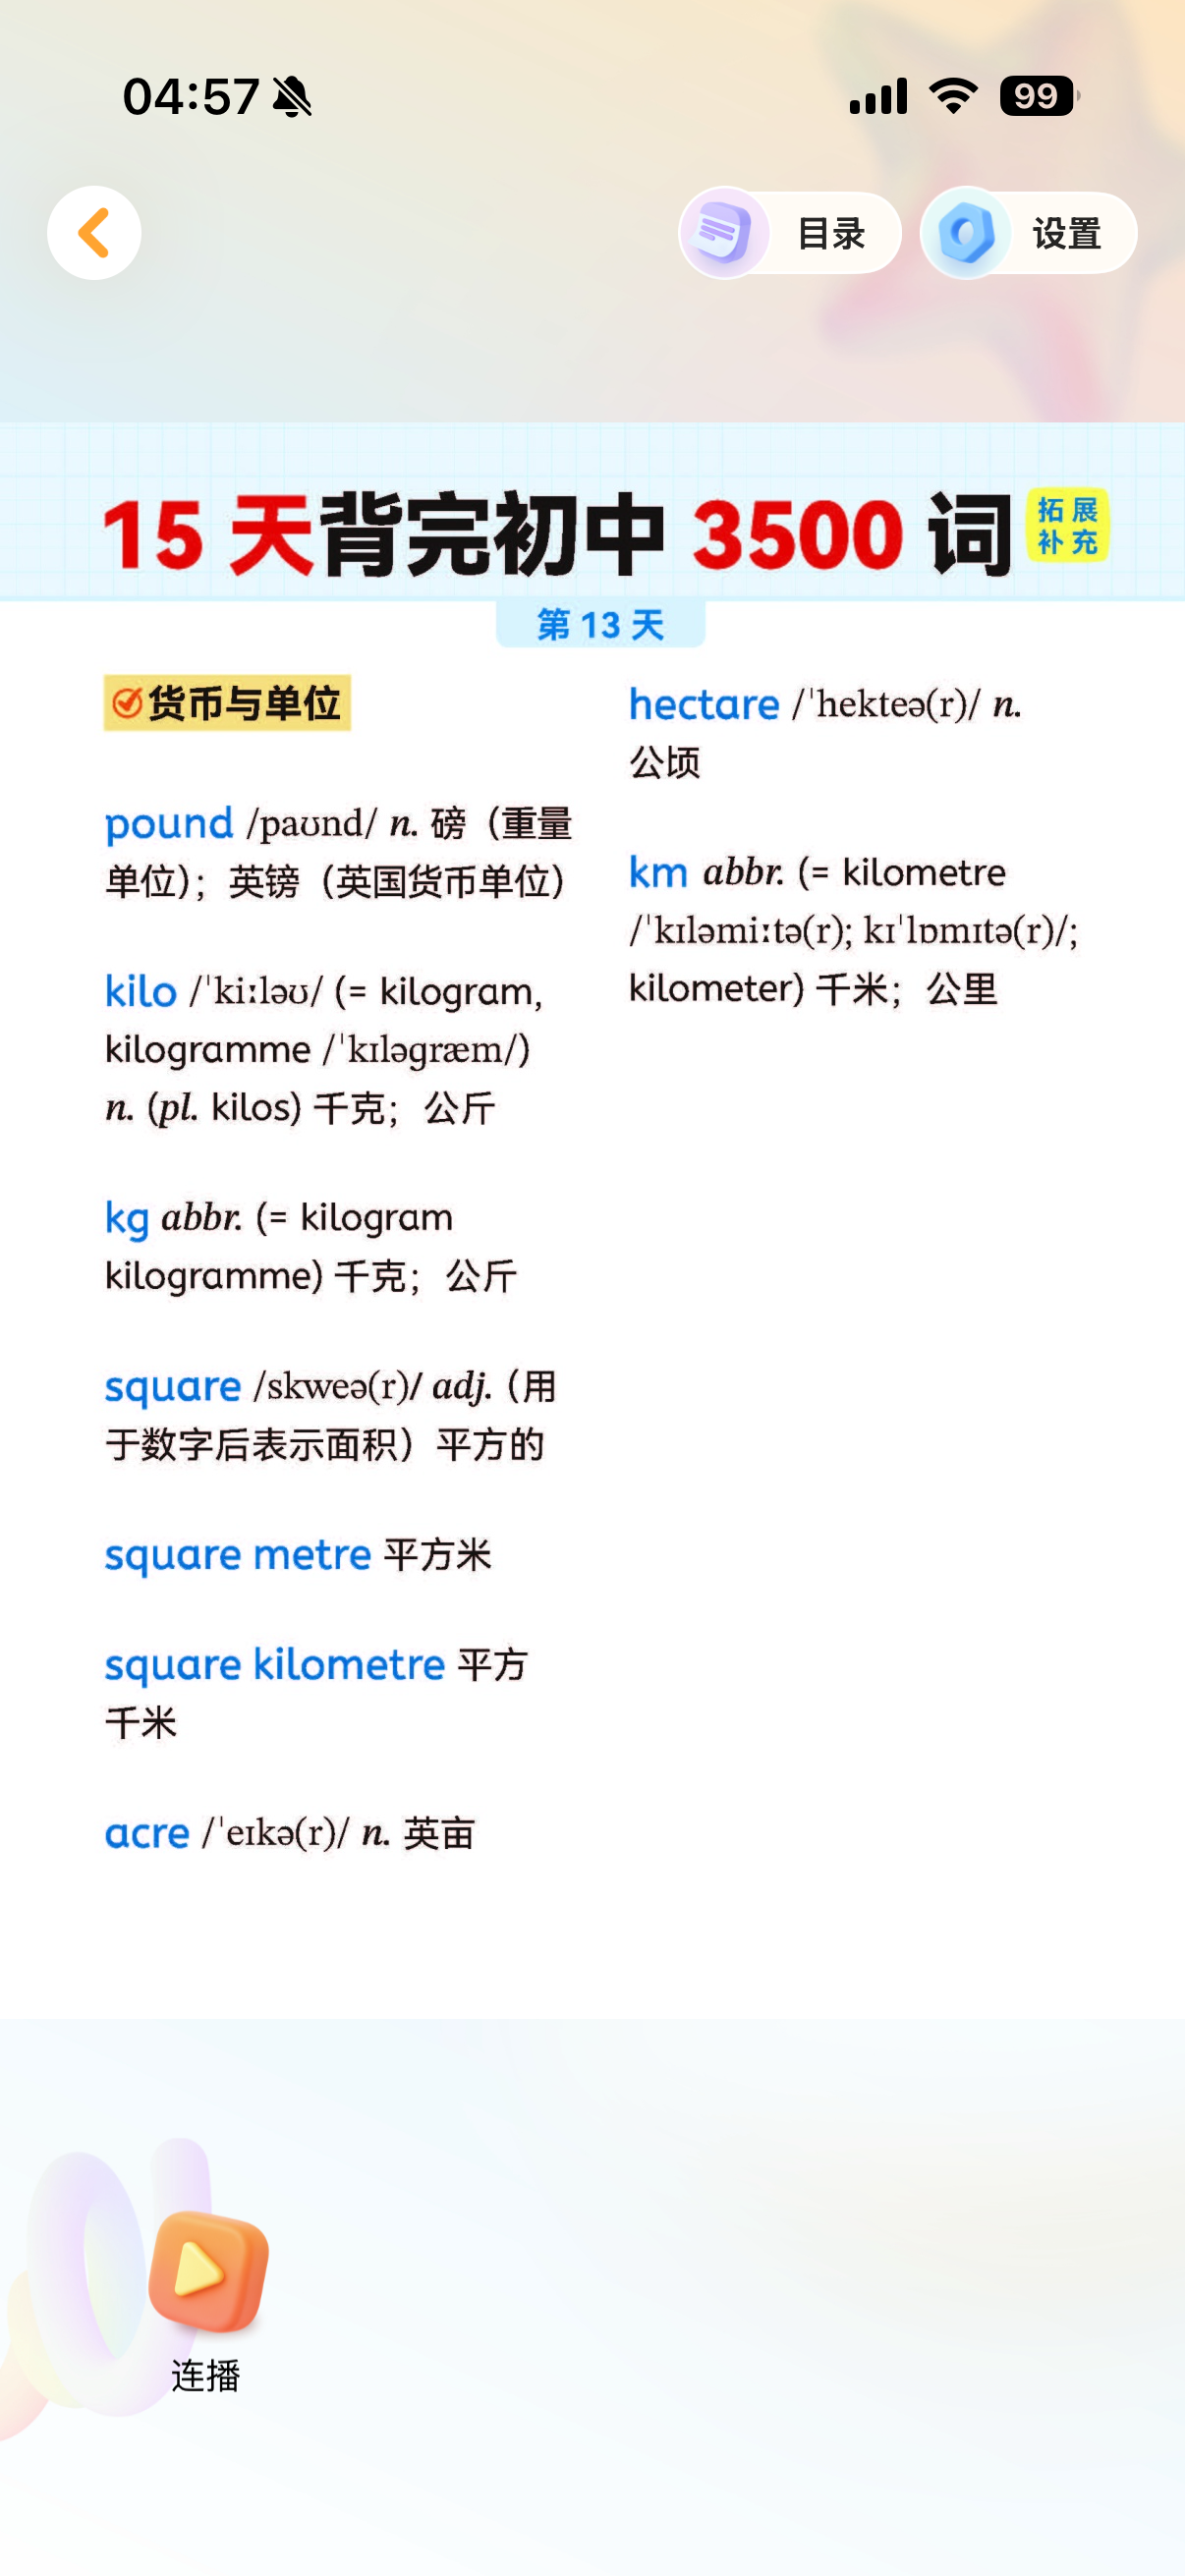 04:57
99
目录
设置
15 天背完初中 3500 词
拓展
补充
第 13 天
货币与单位
pound /paʊnd/ n. 磅（重量
单位）；英镑（英国货币单位）
kilo /ˈkiːləʊ/ (= kilogram,
kilogramme /ˈkɪləɡræm/)
n. (pl. kilos) 千克；公斤
kg abbr. (= kilogram
kilogramme) 千克；公斤
square /skweə(r)/ adj.（用
于数字后表示面积）平方的
square metre 平方米
square kilometre 平方
千米
acre /ˈeɪkə(r)/ n. 英亩
hectare /ˈhekteə(r)/ n.
公顷
km abbr. (= kilometre
/ˈkɪləmiːtə(r); kɪˈlɒmɪtə(r)/;
kilometer) 千米；公里
连播